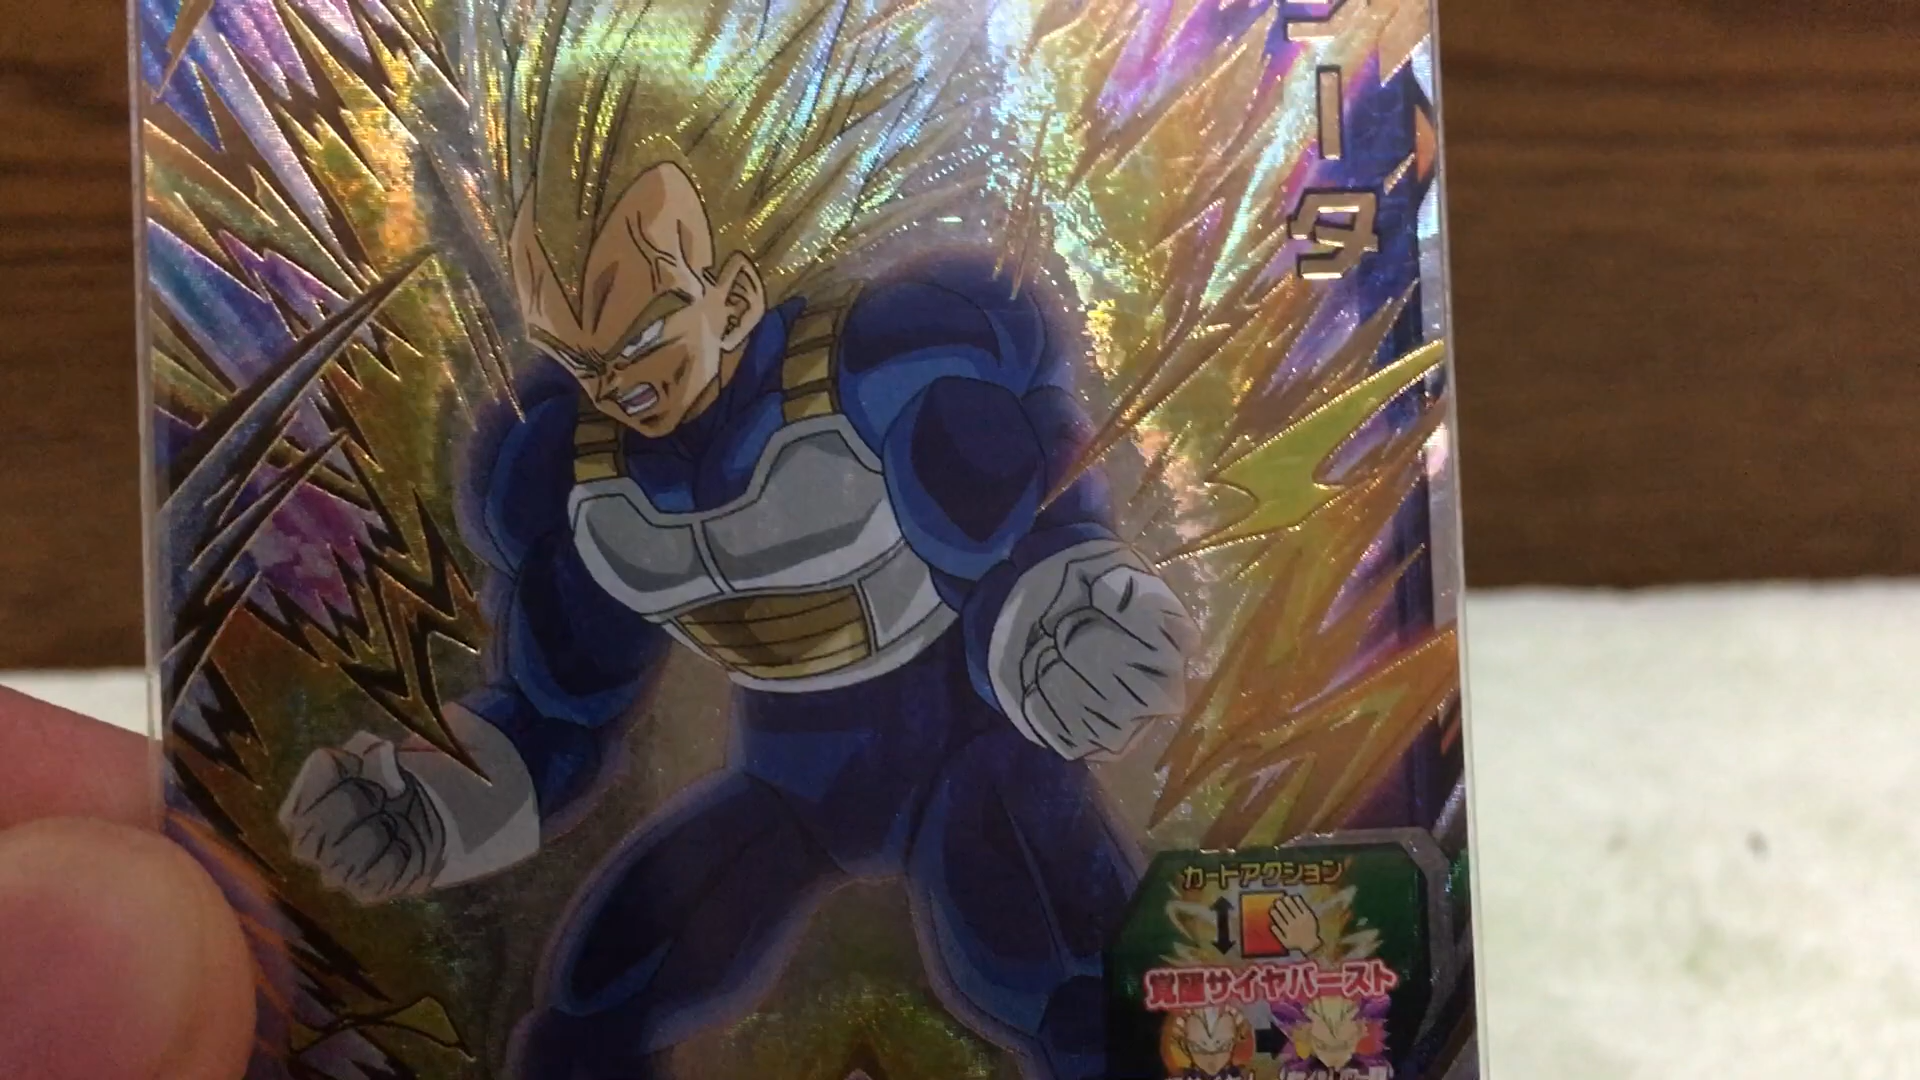 ータ
カードアクション
覚醒サイヤバースト